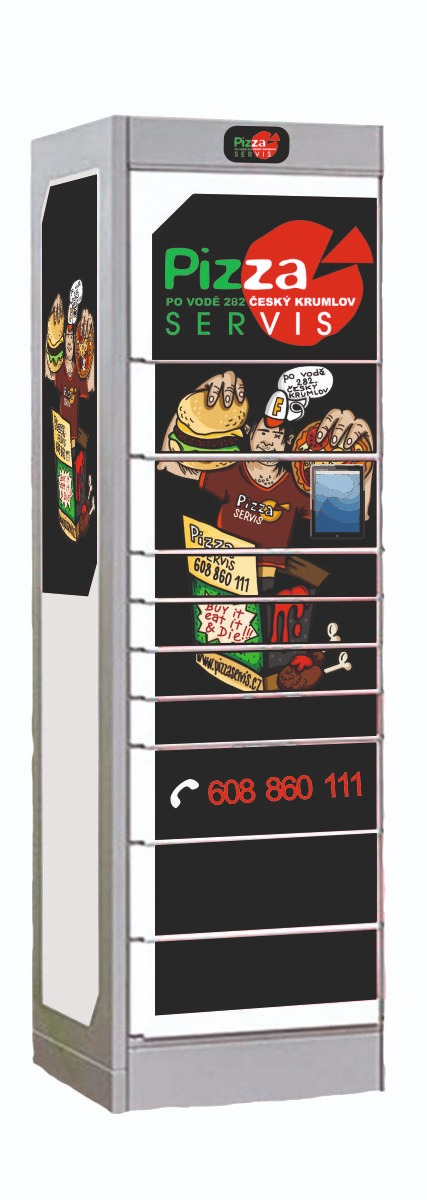 Pizza
SERVIS
Pizza
PO VODĚ 282 ČESKÝ KRUMLOV
SERVIS
po vodě
282
ČESKÝ
KRUMLOV
F
Pizza
SERVIS
Pizza
SERVIS
608 860 111
BUY it
eat it
& Die!!!
www.pizzaservis.cz
608 860 111